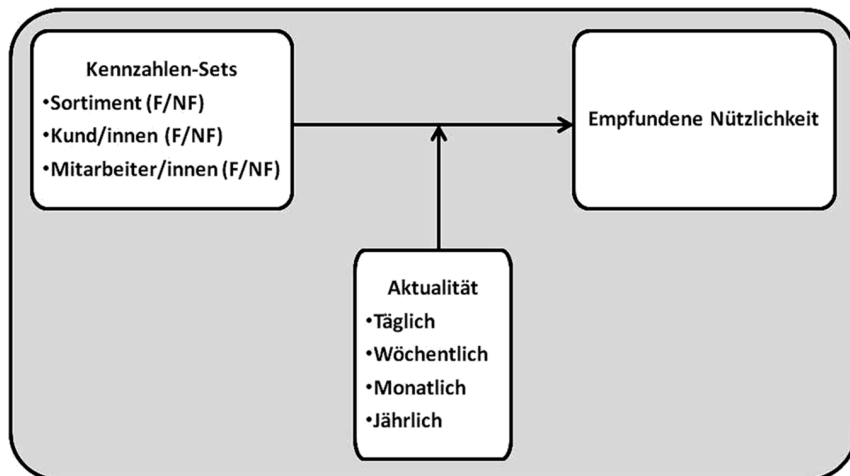 Kennzahlen-Sets
•Sortiment (F/NF)
•Kund/innen (F/NF)
•Mitarbeiter/innen (F/NF)
Empfundene Nützlichkeit
Aktualität
•Täglich
•Wöchentlich
•Monatlich
•Jährlich